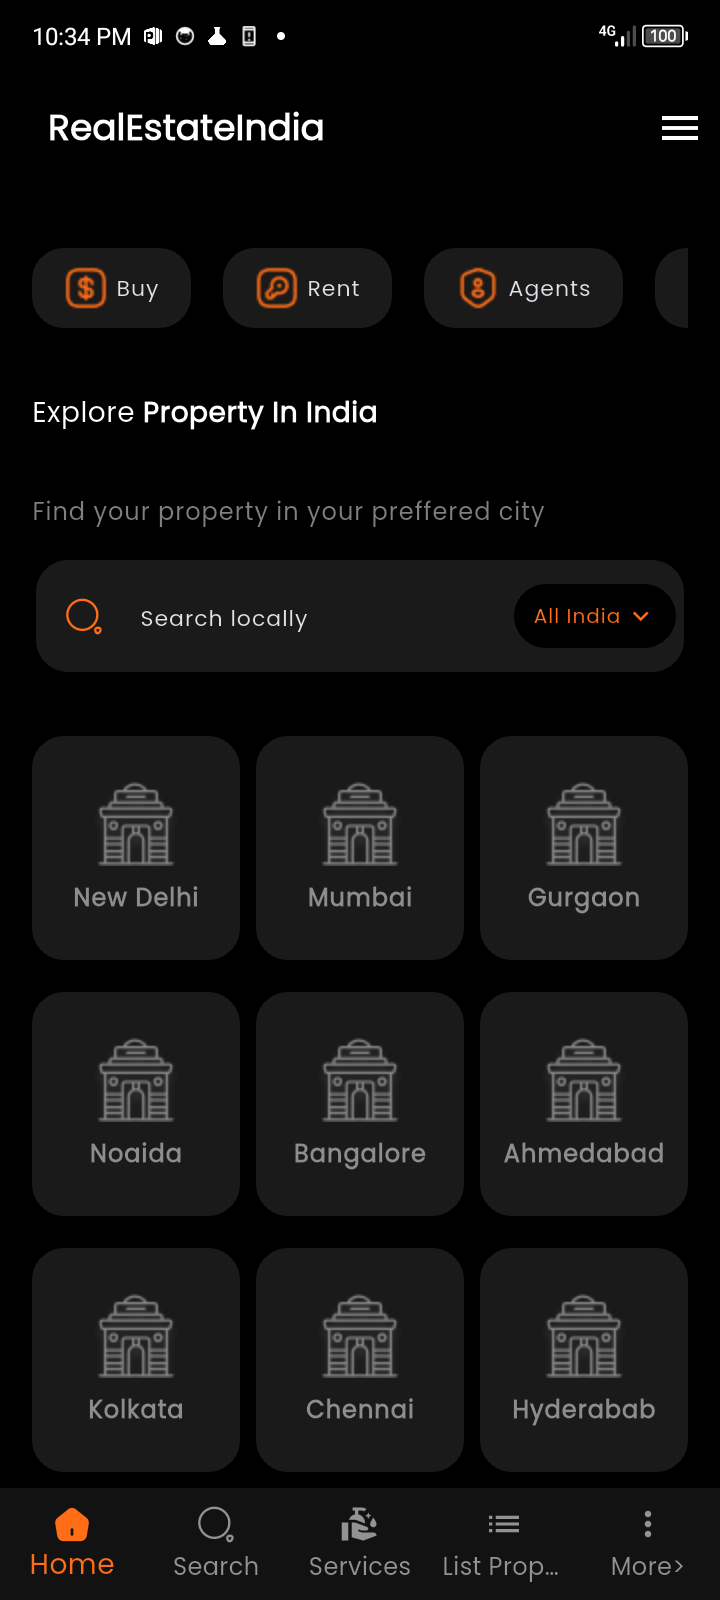 10:34 PM
4G
100
RealEstateIndia
Buy Rent Agents
Explore Property In India
Find your property in your preffered city
Search locally All India
New Delhi Mumbai Gurgaon
Noaida Bangalore Ahmedabad
Kolkata Chennai Hyderabab
Home Search Services List Prop... More>